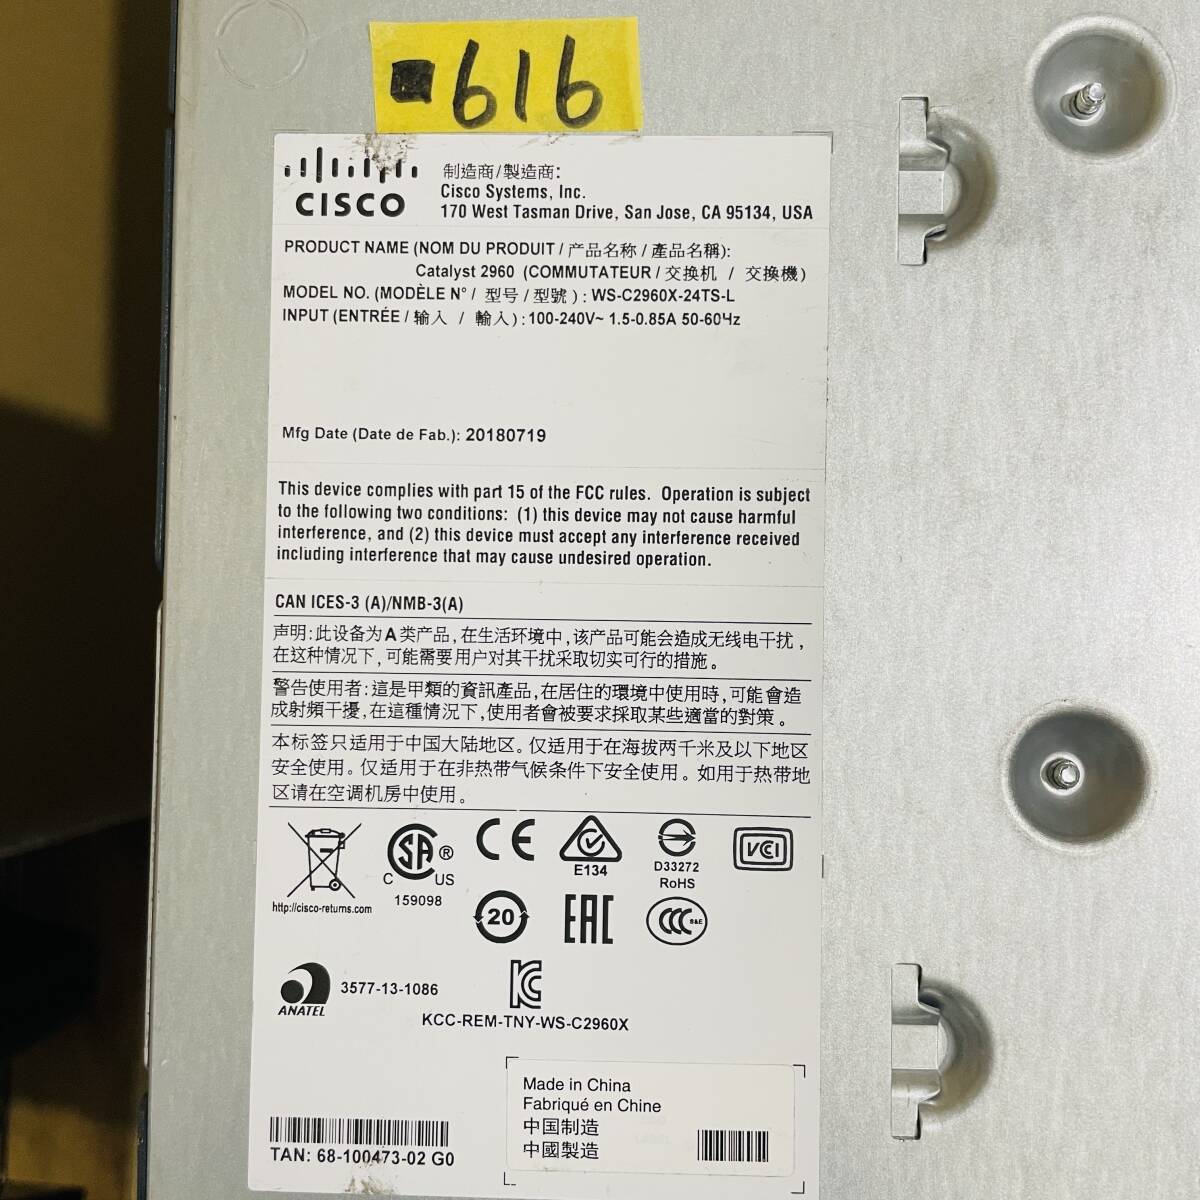 ■616
CISCO
制造商/製造商:
Cisco Systems, Inc.
170 West Tasman Drive, San Jose, CA 95134, USA
PRODUCT NAME (NOM DU PRODUIT / 产品名称 / 產品名稱):
Catalyst 2960 (COMMUTATEUR / 交换机 / 交換機)
MODEL NO. (MODÈLE N° / 型号 / 型號 ) : WS-C2960X-24TS-L
INPUT (ENTRÉE / 输入 / 輸入 ) : 100-240V~ 1.5-0.85A 50-60Hz
Mfg Date (Date de Fab.): 20180719
This device complies with part 15 of the FCC rules. Operation is subject
to the following two conditions: (1) this device may not cause harmful
interference, and (2) this device must accept any interference received
including interference that may cause undesired operation.
CAN ICES-3 (A)/NMB-3(A)
声明:此设备为A类产品,在生活环境中,该产品可能会造成无线电干扰,
在这种情况下,可能需要用户对其干扰采取切实可行的措施。
警告使用者:這是甲類的資訊產品,在居住的環境中使用時,可能會造
成射頻干擾,在這種情況下,使用者會被要求採取某些適當的對策。
本标签只适用于中国大陆地区。仅适用于在海拔两千米及以下地区
安全使用。仅适用于在非热带气候条件下安全使用。如用于热带地
区请在空调机房中使用。
http://cisco-returns.com
SA ®
C US
159098
CE
E134
D33272
RoHS
VCI
20
EAC
CCC S&E
ANATEL
3577-13-1086
KC
KCC-REM-TNY-WS-C2960X
Made in China
Fabriqué en Chine
中国制造
中國製造
TAN: 68-100473-02 G0